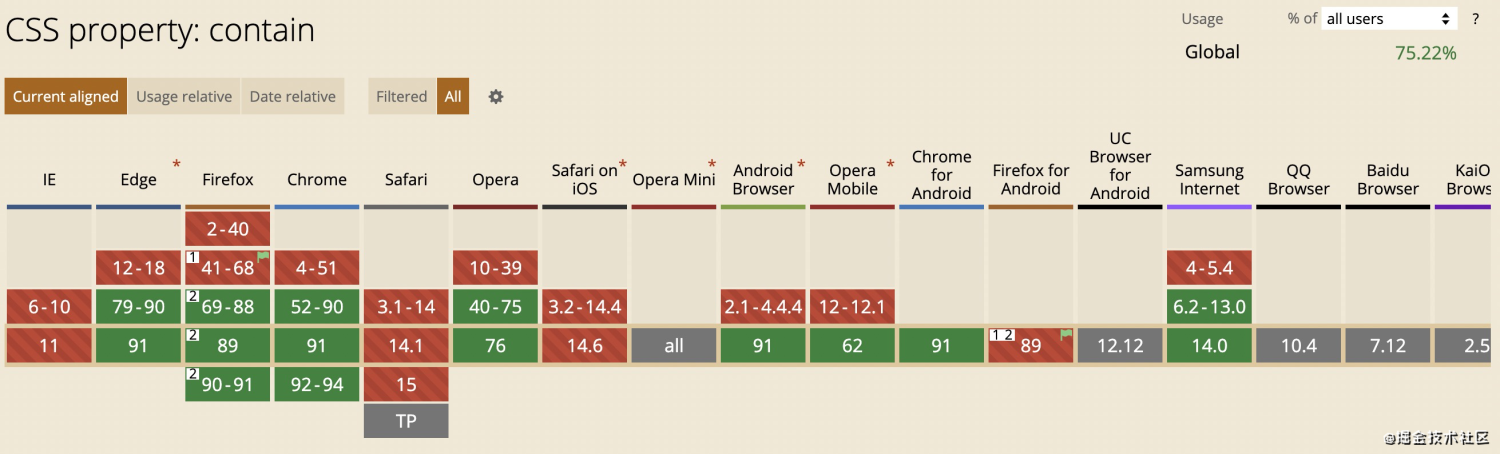 CSS property: contain
Usage % of all users ?
Global 75.22%
Current aligned Usage relative Date relative Filtered All
IE Edge * Firefox Chrome Safari Opera Safari on iOS * Opera Mini * Android Browser * Opera Mobile * Chrome for Android Firefox for Android UC Browser for Android Samsung Internet QQ Browser Baidu Browser KaiO Brows
2-40
12-18 1 41-68 4-51 10-39 4-5.4
6-10 79-90 2 69-88 52-90 3.1-14 40-75 3.2-14.4 2.1-4.4.4 12-12.1 6.2-13.0
11 91 2 89 91 14.1 76 14.6 all 91 62 91 1 2 89 12.12 14.0 10.4 7.12 2.5
2 90-91 92-94 15
TP
@掘金技术社区